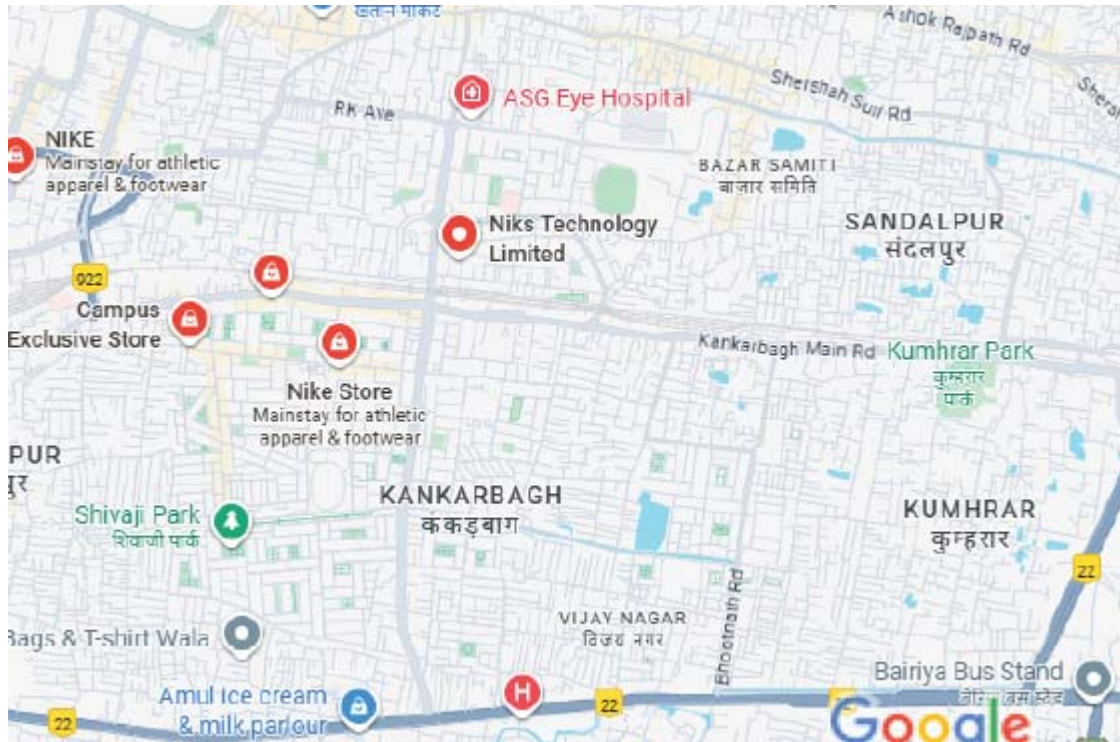 खेतान मार्केट
Ashok Rajpath Rd
Shershah Suri Rd
ASG Eye Hospital
RK Ave
NIKE
Mainstay for athletic
apparel & footwear
BAZAR SAMITI
बाज़ार समिति
Niks Technology
Limited
SANDALPUR
संदलपुर
922
Campus
Exclusive Store
Kankarbagh Main Rd
Kumhrar Park
कुम्हरार
पार्क
Nike Store
Mainstay for athletic
apparel & footwear
PUR
पुर
KANKARBAGH
कंकड़बाग
KUMHRAR
कुम्हरार
Shivaji Park
शिवाजी पार्क
22
Bhootnath Rd
VIJAY NAGAR
विजय नगर
Bags & T-shirt Wala
Bairiya Bus Stand
बस स्टैंड
Amul Ice cream
& milk parlour
H
22
22
Google